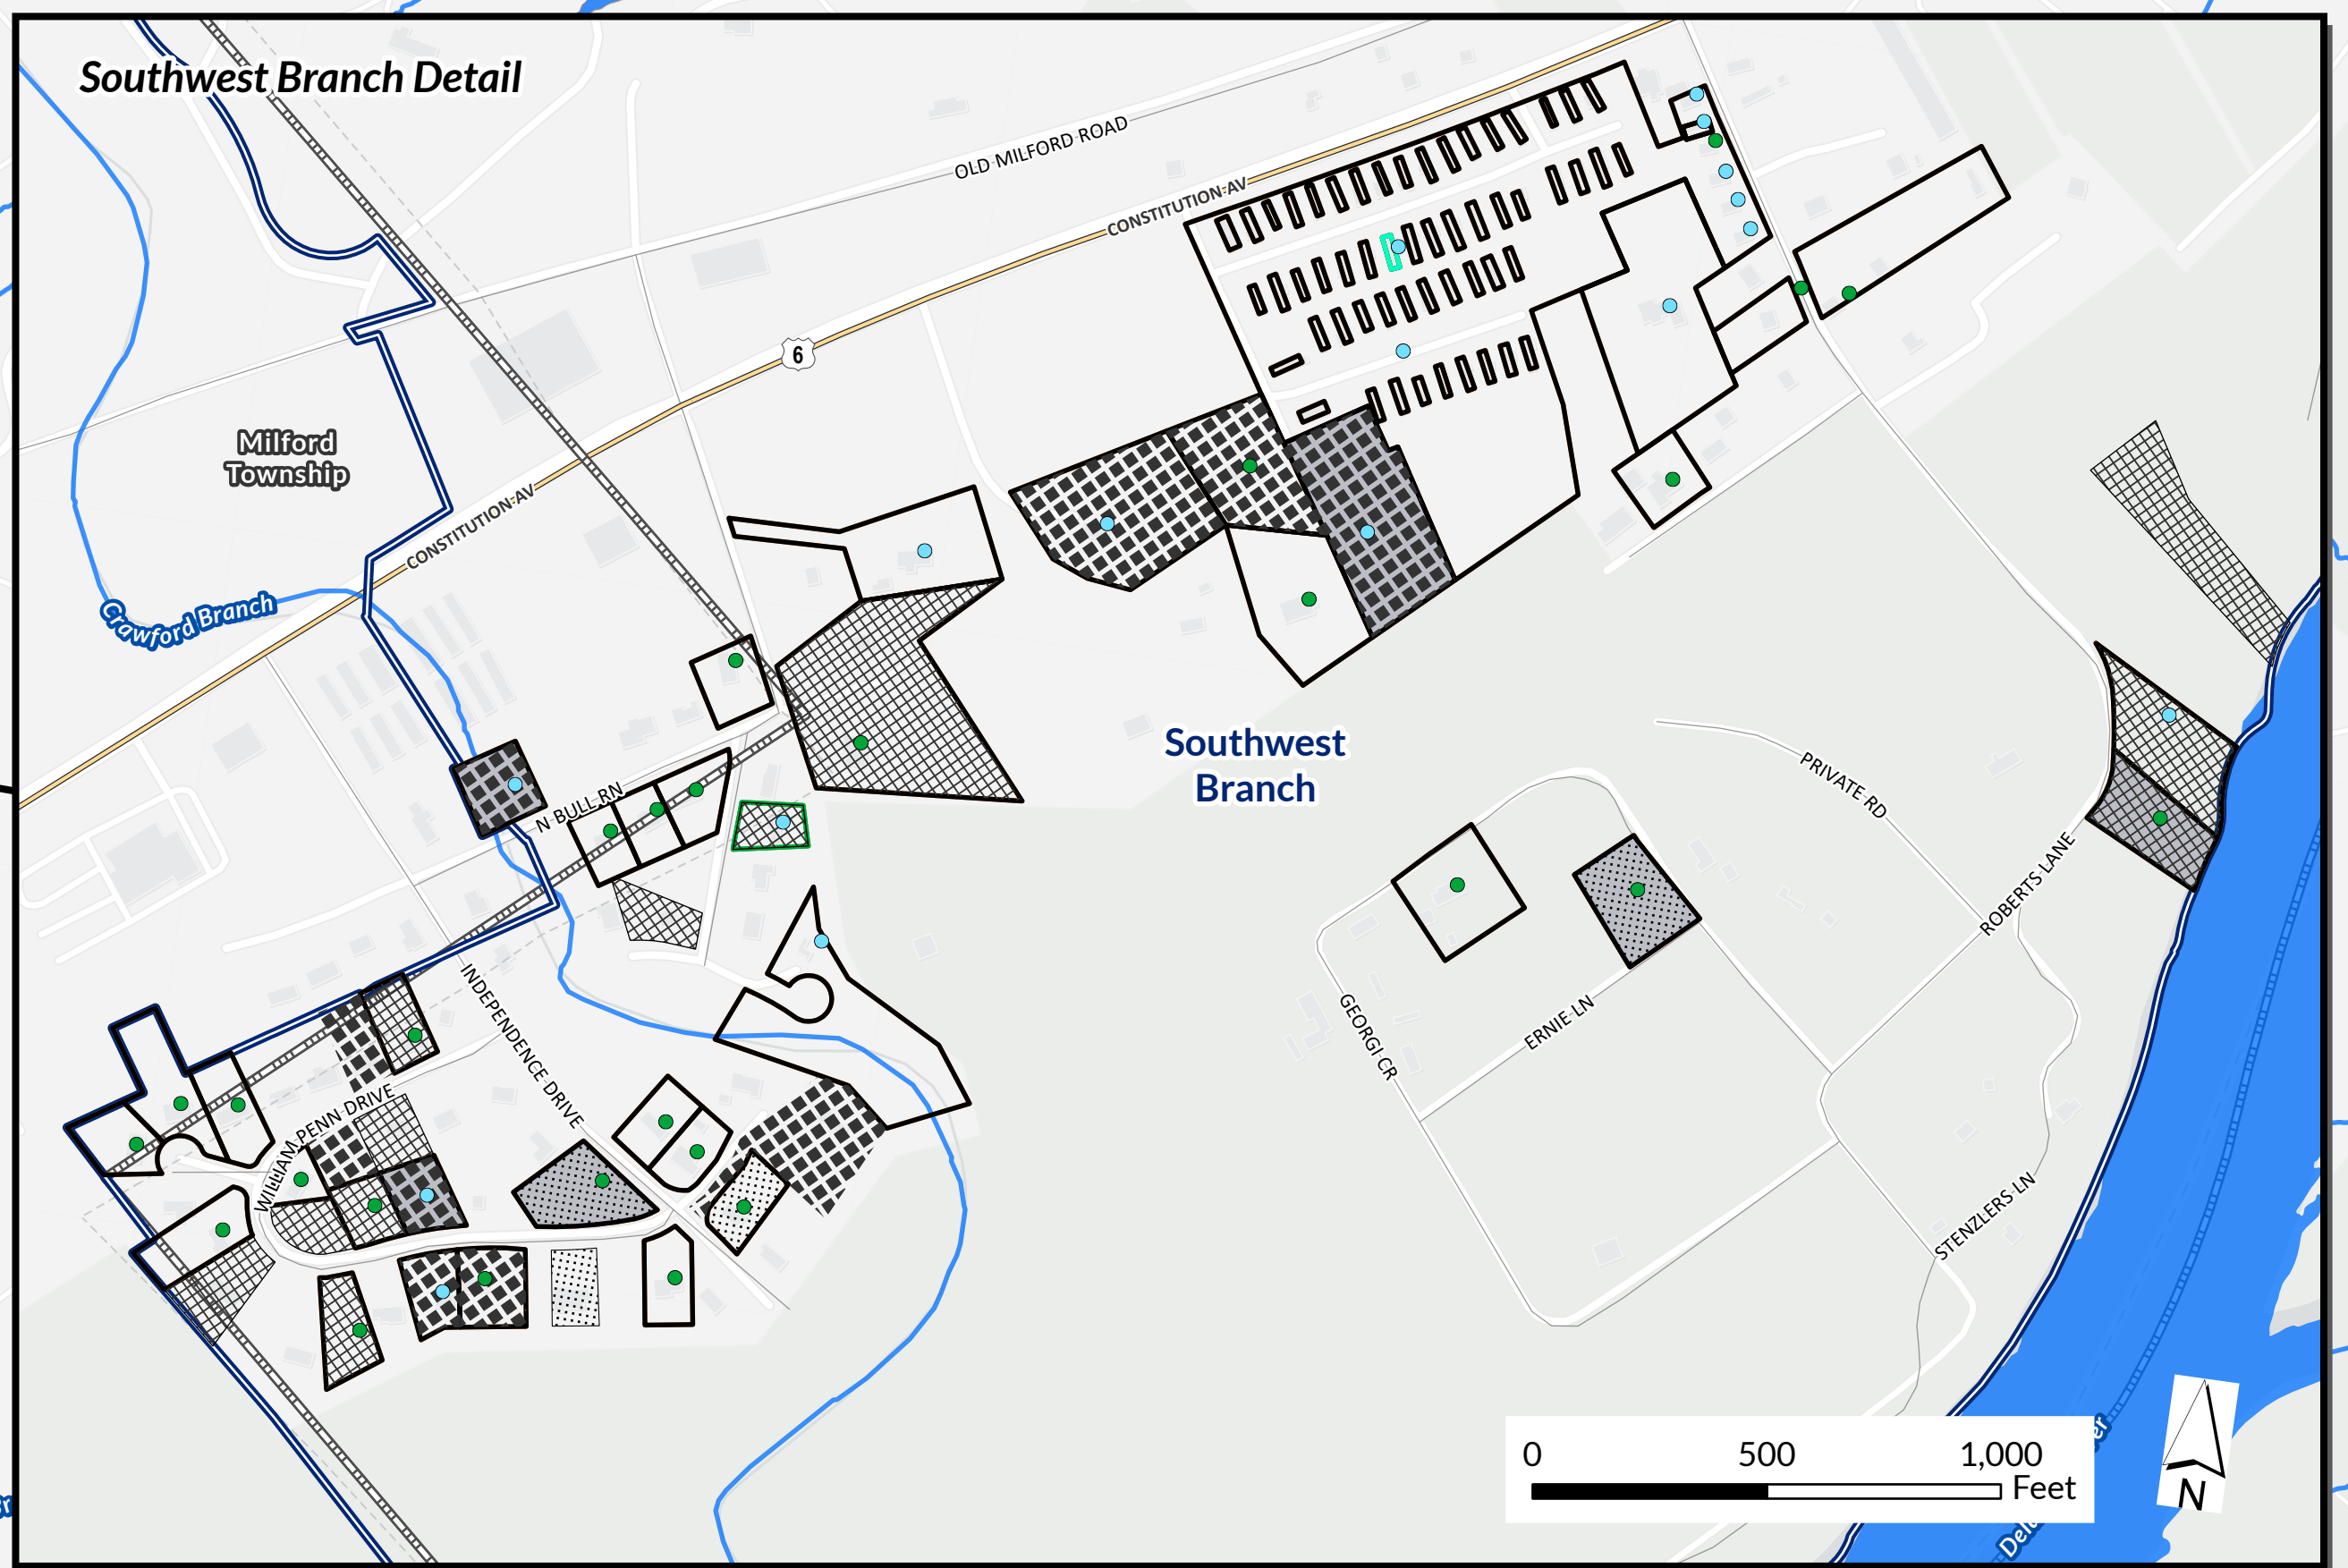 Southwest Branch Detail
OLD MILFORD ROAD
CONSTITUTION AV
6
Milford
Township
CONSTITUTION AV
Crawford Branch
Southwest
Branch
N BULL RN
PRIVATE RD
ROBERTS LANE
INDEPENDENCE DRIVE
GEORGI CR
ERNIE LN
WILLIAM PENN DRIVE
STENZLERS LN
0 500 1,000
Feet
N